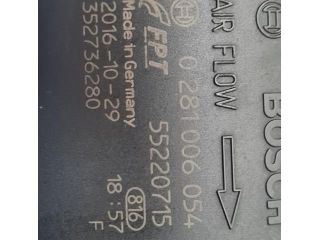 BOSCH
AIR FLOW
0 281 006 054
FPT
55220715
Made in Germany
2016-10-29
816
18:57
352736280
F